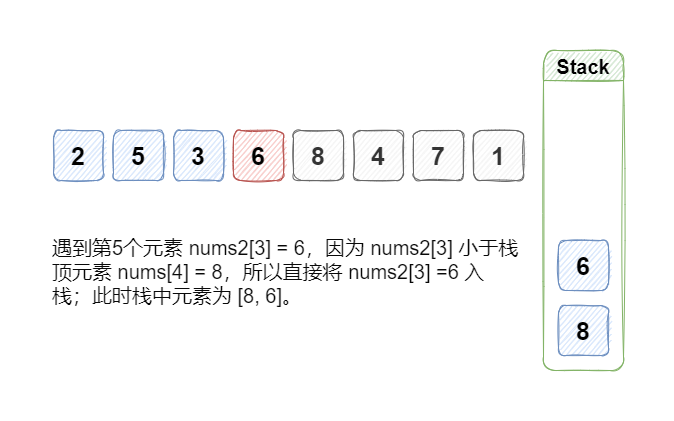 Stack
2 5 3 6 8 4 7 1
遇到第5个元素 nums2[3] = 6，因为 nums2[3] 小于栈
顶元素 nums[4] = 8，所以直接将 nums2[3] =6 入
栈；此时栈中元素为 [8, 6]。
6
8